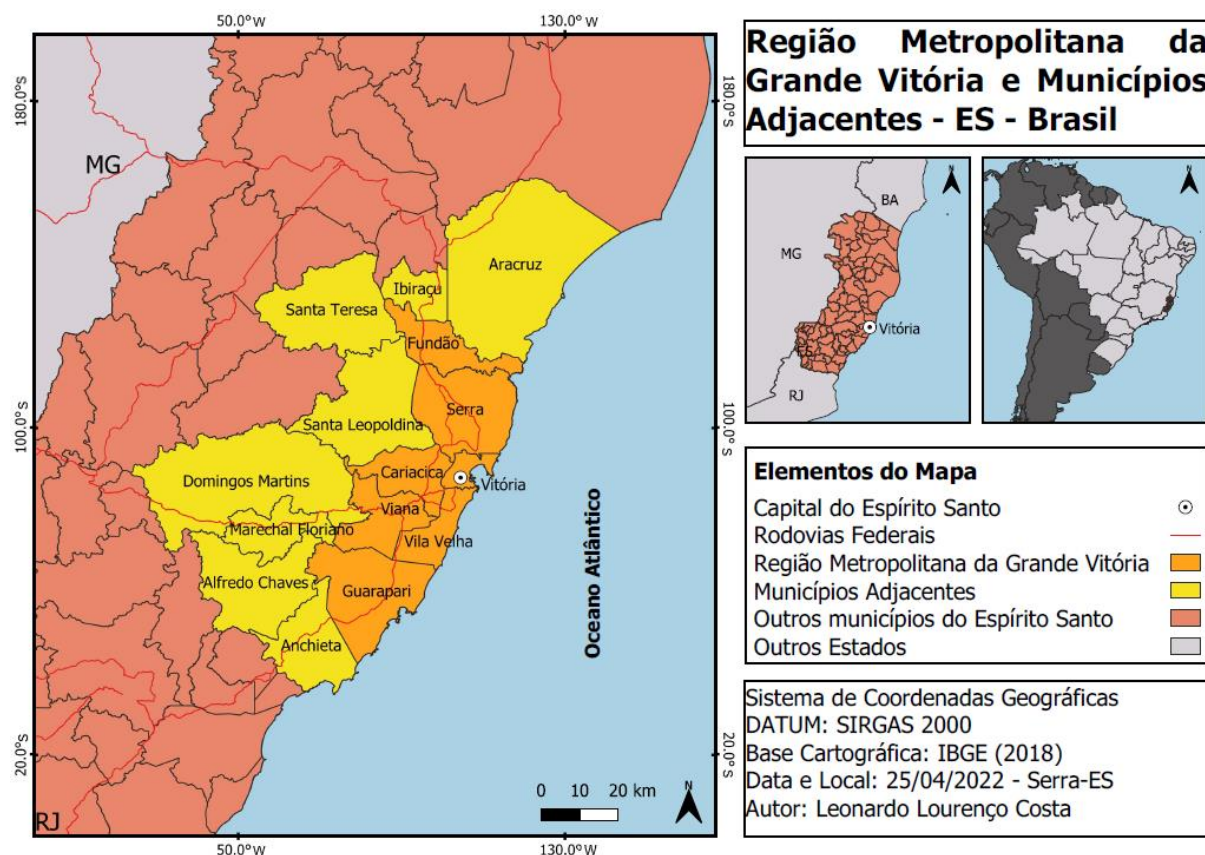 50.0°W
130.0°W
180.0°S
180.0°S
MG
Aracruz
Ibiraçu
Santa Teresa
Fundão
100.0°S
100.0°S
Serra
Santa Leopoldina
Cariacica
Domingos Martins
Vitória
Viana
Marechal Floriano
Vila Velha
Alfredo Chaves
Guarapari
Oceano Atlântico
Anchieta
20.0°S
20.0°S
0 10 20 km
N
RJ
50.0°W
130.0°W
Região Metropolitana da
Grande Vitória e Municípios
Adjacentes - ES - Brasil
N
BA
MG
Vitória
ES
RJ
N
Elementos do Mapa
Capital do Espírito Santo
Rodovias Federais
Região Metropolitana da Grande Vitória
Municípios Adjacentes
Outros municípios do Espírito Santo
Outros Estados
Sistema de Coordenadas Geográficas
DATUM: SIRGAS 2000
Base Cartográfica: IBGE (2018)
Data e Local: 25/04/2022 - Serra-ES
Autor: Leonardo Lourenço Costa